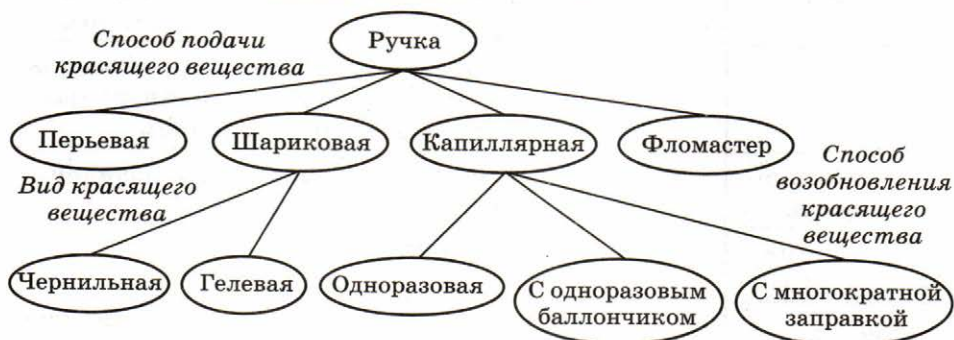 Способ подачи
красящего вещества
Ручка
Перьевая
Шариковая
Капиллярная
Фломастер
Вид красящего
вещества
Способ
возобновления
красящего
вещества
Чернильная
Гелевая
Одноразовая
С одноразовым
баллончиком
С многократной
заправкой